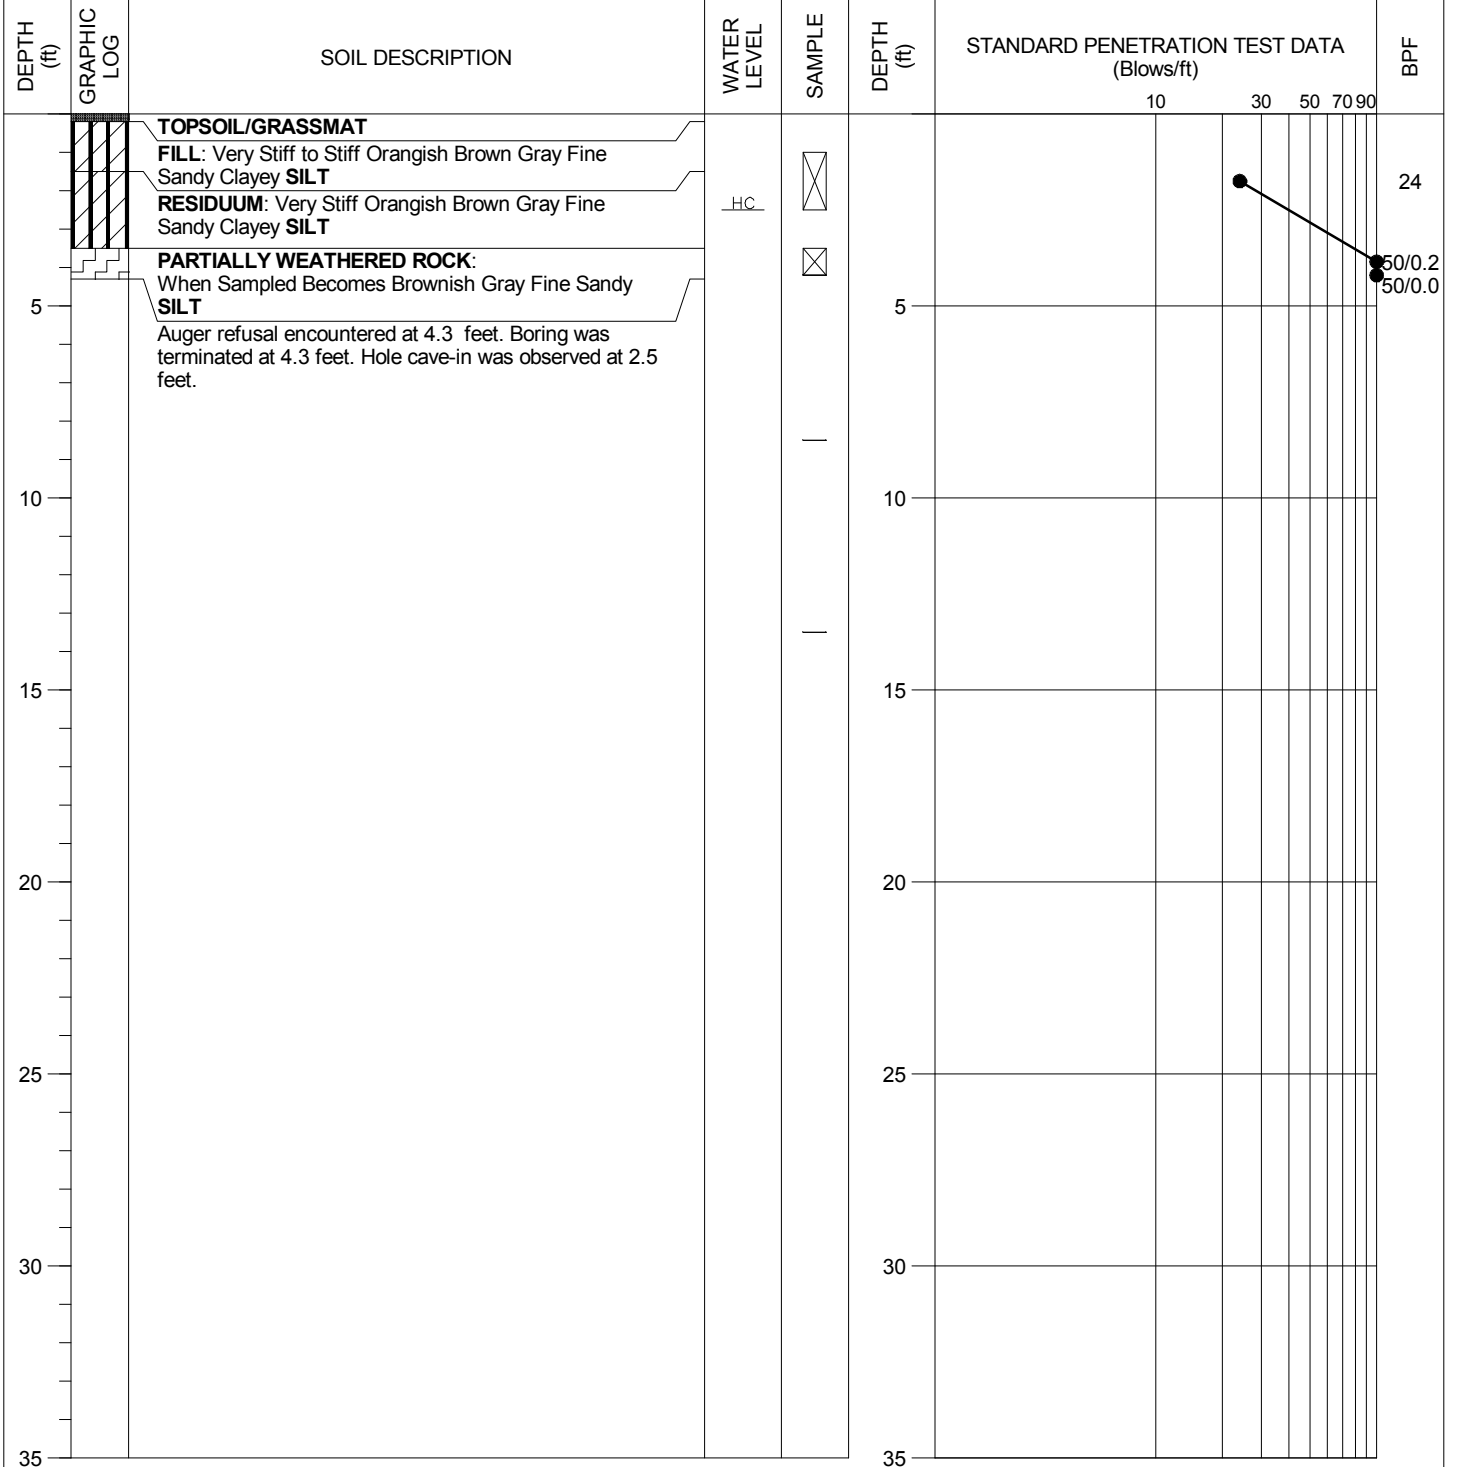 DEPTH
(ft)
GRAPHIC
LOG
SOIL DESCRIPTION
WATER
LEVEL
SAMPLE
DEPTH
(ft)
STANDARD PENETRATION TEST DATA
(Blows/ft)
BPF
10 30 50 70 90
TOPSOIL/GRASSMAT
FILL: Very Stiff to Stiff Orangish Brown Gray Fine
Sandy Clayey SILT
24
RESIDUUM: Very Stiff Orangish Brown Gray Fine
HC
Sandy Clayey SILT
PARTIALLY WEATHERED ROCK:
50/0.2
When Sampled Becomes Brownish Gray Fine Sandy
50/0.0
SILT
5 5
Auger refusal encountered at 4.3 feet. Boring was
terminated at 4.3 feet. Hole cave-in was observed at 2.5
feet.
10 10
15 15
20 20
25 25
30 30
35 35